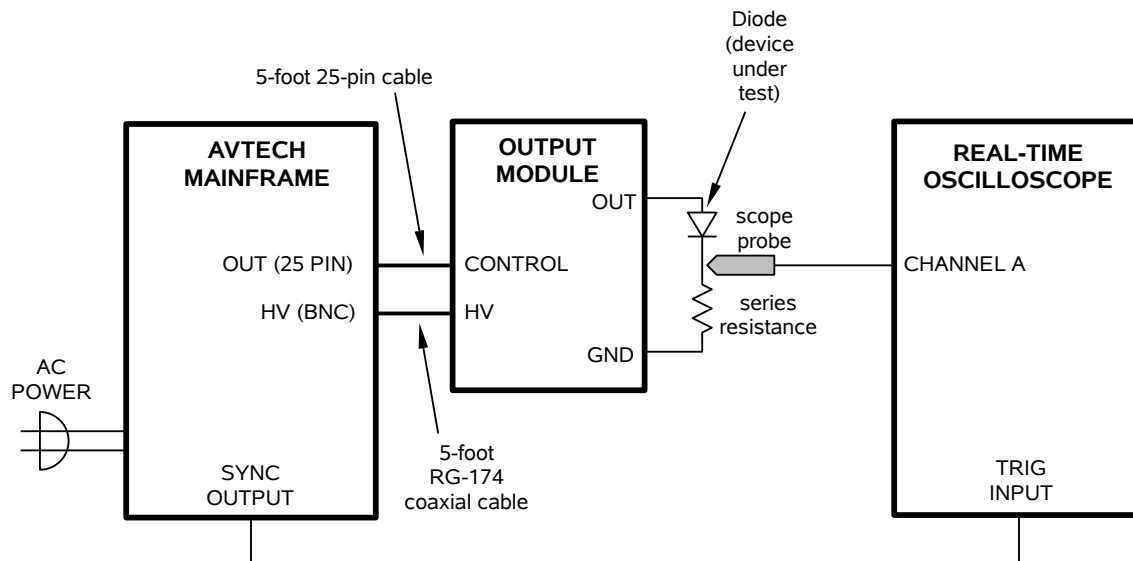 Diode
(device
under
test)
5-foot 25-pin cable
AVTECH
MAINFRAME
OUTPUT
MODULE
REAL-TIME
OSCILLOSCOPE
OUT
scope
probe
OUT (25 PIN)
CONTROL
CHANNEL A
HV (BNC)
HV
series
resistance
GND
AC
POWER
5-foot
RG-174
coaxial cable
SYNC
OUTPUT
TRIG
INPUT